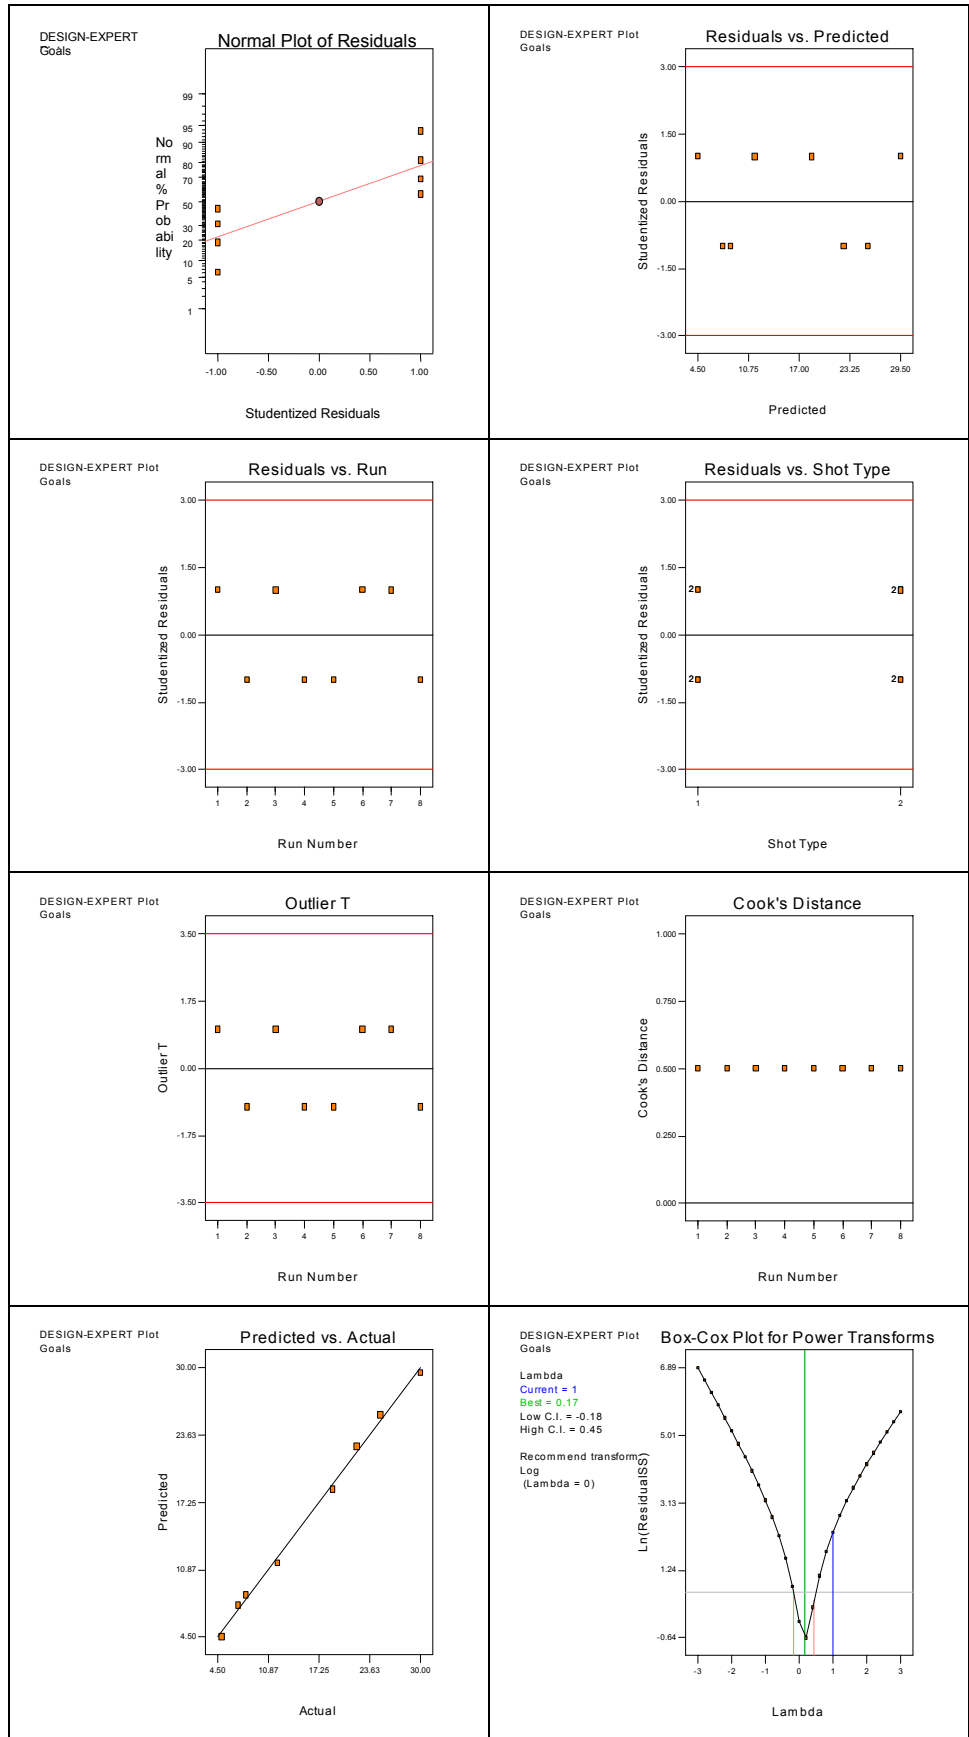 DESIGN-EXPERT
Goals
Normal Plot of Residuals
99
95
90
80
70
50
30
20
10
5
1
No
rm
al
%
Pr
ob
abi
lity
-1.00 -0.50 0.00 0.50 1.00
Studentized Residuals
DESIGN-EXPERT Plot
Goals
Residuals vs. Predicted
3.00
1.50
0.00
-1.50
-3.00
Studentized Residuals
4.50 10.75 17.00 23.25 29.50
Predicted
DESIGN-EXPERT Plot
Goals
Residuals vs. Run
3.00
1.50
0.00
-1.50
-3.00
Studentized Residuals
1 2 3 4 5 6 7 8
Run Number
DESIGN-EXPERT Plot
Goals
Residuals vs. Shot Type
3.00
1.50
0.00
-1.50
-3.00
Studentized Residuals
2 2
2 2
1 2
Shot Type
DESIGN-EXPERT Plot
Goals
Outlier T
3.50
1.75
0.00
-1.75
-3.50
Outlier T
1 2 3 4 5 6 7 8
Run Number
DESIGN-EXPERT Plot
Goals
Cook's Distance
1.000
0.750
0.500
0.250
0.000
Cook's Distance
1 2 3 4 5 6 7 8
Run Number
DESIGN-EXPERT Plot
Goals
Predicted vs. Actual
30.00
23.63
17.25
10.87
4.50
Predicted
4.50 10.87 17.25 23.63 30.00
Actual
DESIGN-EXPERT Plot
Goals
Lambda
Current = 1
Best = 0.17
Low C.I. = -0.18
High C.I. = 0.45
Recommend transform:
Log
(Lambda = 0)
Box-Cox Plot for Power Transforms
6.89
5.01
3.13
1.24
-0.64
Ln(ResidualSS)
-3 -2 -1 0 1 2 3
Lambda